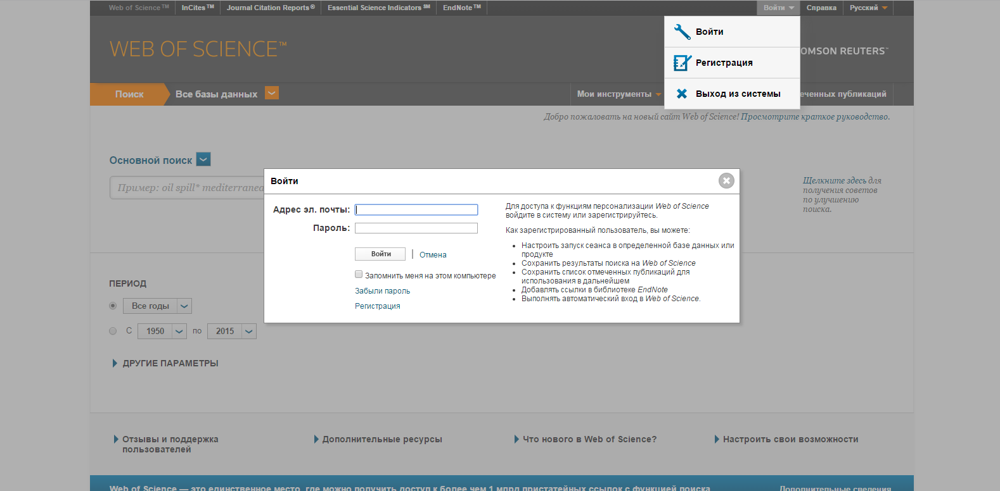 Web of Science™ InCites™ Journal Citation Reports® Essential Science Indicators℠ EndNote™ Войти Справка Русский
WEB OF SCIENCE™
Войти
OMSON REUTERS™
Регистрация
Поиск Все базы данных Мои инструменты Выход из системы еченных публикаций
Добро пожаловать на новый сайт Web of Science! Просмотрите краткое руководство.
Основной поиск
Пример: oil spill* mediterranea
Щелкните здесь для
получения советов
по улучшению
поиска.
Войти
Адрес эл. почты:
Пароль:
Войти | Отмена
Запомнить меня на этом компьютере
Забыли пароль
Регистрация
Для доступа к функциям персонализации Web of Science
войдите в систему или зарегистрируйтесь.
Как зарегистрированный пользователь, вы можете:
• Настроить запуск сеанса в определенной базе данных или
продукте
• Сохранить результаты поиска на Web of Science
• Сохранить список отмеченных публикаций для
использования в дальнейшем
• Добавлять ссылки в библиотеке EndNote
• Выполнять автоматический вход в Web of Science.
ПЕРИОД
Все годы
С 1950 по 2015
ДРУГИЕ ПАРАМЕТРЫ
Отзывы и поддержка
пользователей
Дополнительные ресурсы
Что нового в Web of Science?
Настроить свои возможности
Web of Science — это единственное место, где можно получить доступ к более чем 1 млрд пристатейных ссылок с функцией поиска
Дополнительные сведения